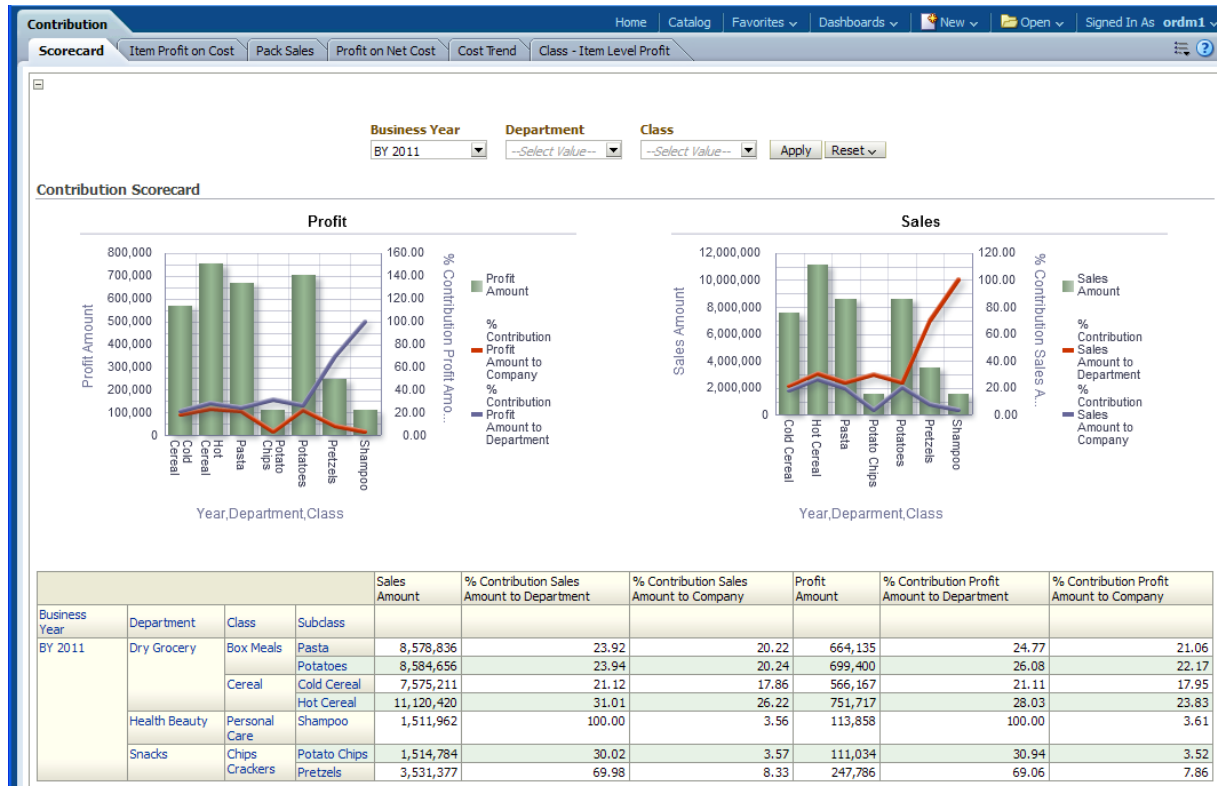 Contribution
Home Catalog Favorites Dashboards New Open Signed In As ordm1
Scorecard Item Profit on Cost Pack Sales Profit on Net Cost Cost Trend Class - Item Level Profit
Business Year Department Class
BY 2011 --Select Value-- --Select Value-- Apply Reset
Contribution Scorecard
Profit
800,000
700,000
600,000
500,000
400,000
300,000
200,000
100,000
0
Profit Amount
160.00
140.00
120.00
100.00
80.00
60.00
40.00
20.00
0.00
% Contribution Profit Amo...
Cold Cereal
Hot Cereal
Pasta
Potato Chips
Potatoes
Pretzels
Shampoo
Year,Department,Class
Profit
Amount
%
Contribution
Profit
Amount to
Company
%
Contribution
Profit
Amount to
Department
Sales
12,000,000
10,000,000
8,000,000
6,000,000
4,000,000
2,000,000
0
Sales Amount
120.00
100.00
80.00
60.00
40.00
20.00
0.00
% Contribution Sales A...
Cold Cereal
Hot Cereal
Pasta
Potato Chips
Potatoes
Pretzels
Shampoo
Year,Deparment,Class
Sales
Amount
%
Contribution
Sales
Amount to
Department
%
Contribution
Sales
Amount to
Company
Sales % Contribution Sales % Contribution Sales Profit % Contribution Profit % Contribution Profit
Amount Amount to Department Amount to Company Amount Amount to Department Amount to Company
Business
Year Department Class Subclass
BY 2011 Dry Grocery Box Meals Pasta 8,578,836 23.92 20.22 664,135 24.77 21.06
Potatoes 8,584,656 23.94 20.24 699,400 26.08 22.17
Cereal Cold Cereal 7,575,211 21.12 17.86 566,167 21.11 17.95
Hot Cereal 11,120,420 31.01 26.22 751,717 28.03 23.83
Health Beauty Personal Shampoo 1,511,962 100.00 3.56 113,858 100.00 3.61
Care
Snacks Chips Potato Chips 1,514,784 30.02 3.57 111,034 30.94 3.52
Crackers Pretzels 3,531,377 69.98 8.33 247,786 69.06 7.86